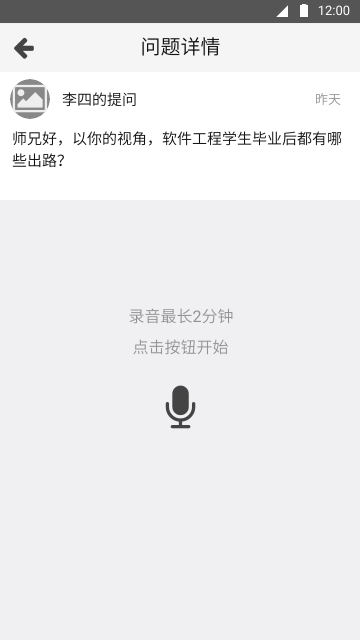 12:00
问题详情
李四的提问
昨天
师兄好，以你的视角，软件工程学生毕业后都有哪
些出路？
录音最长2分钟
点击按钮开始